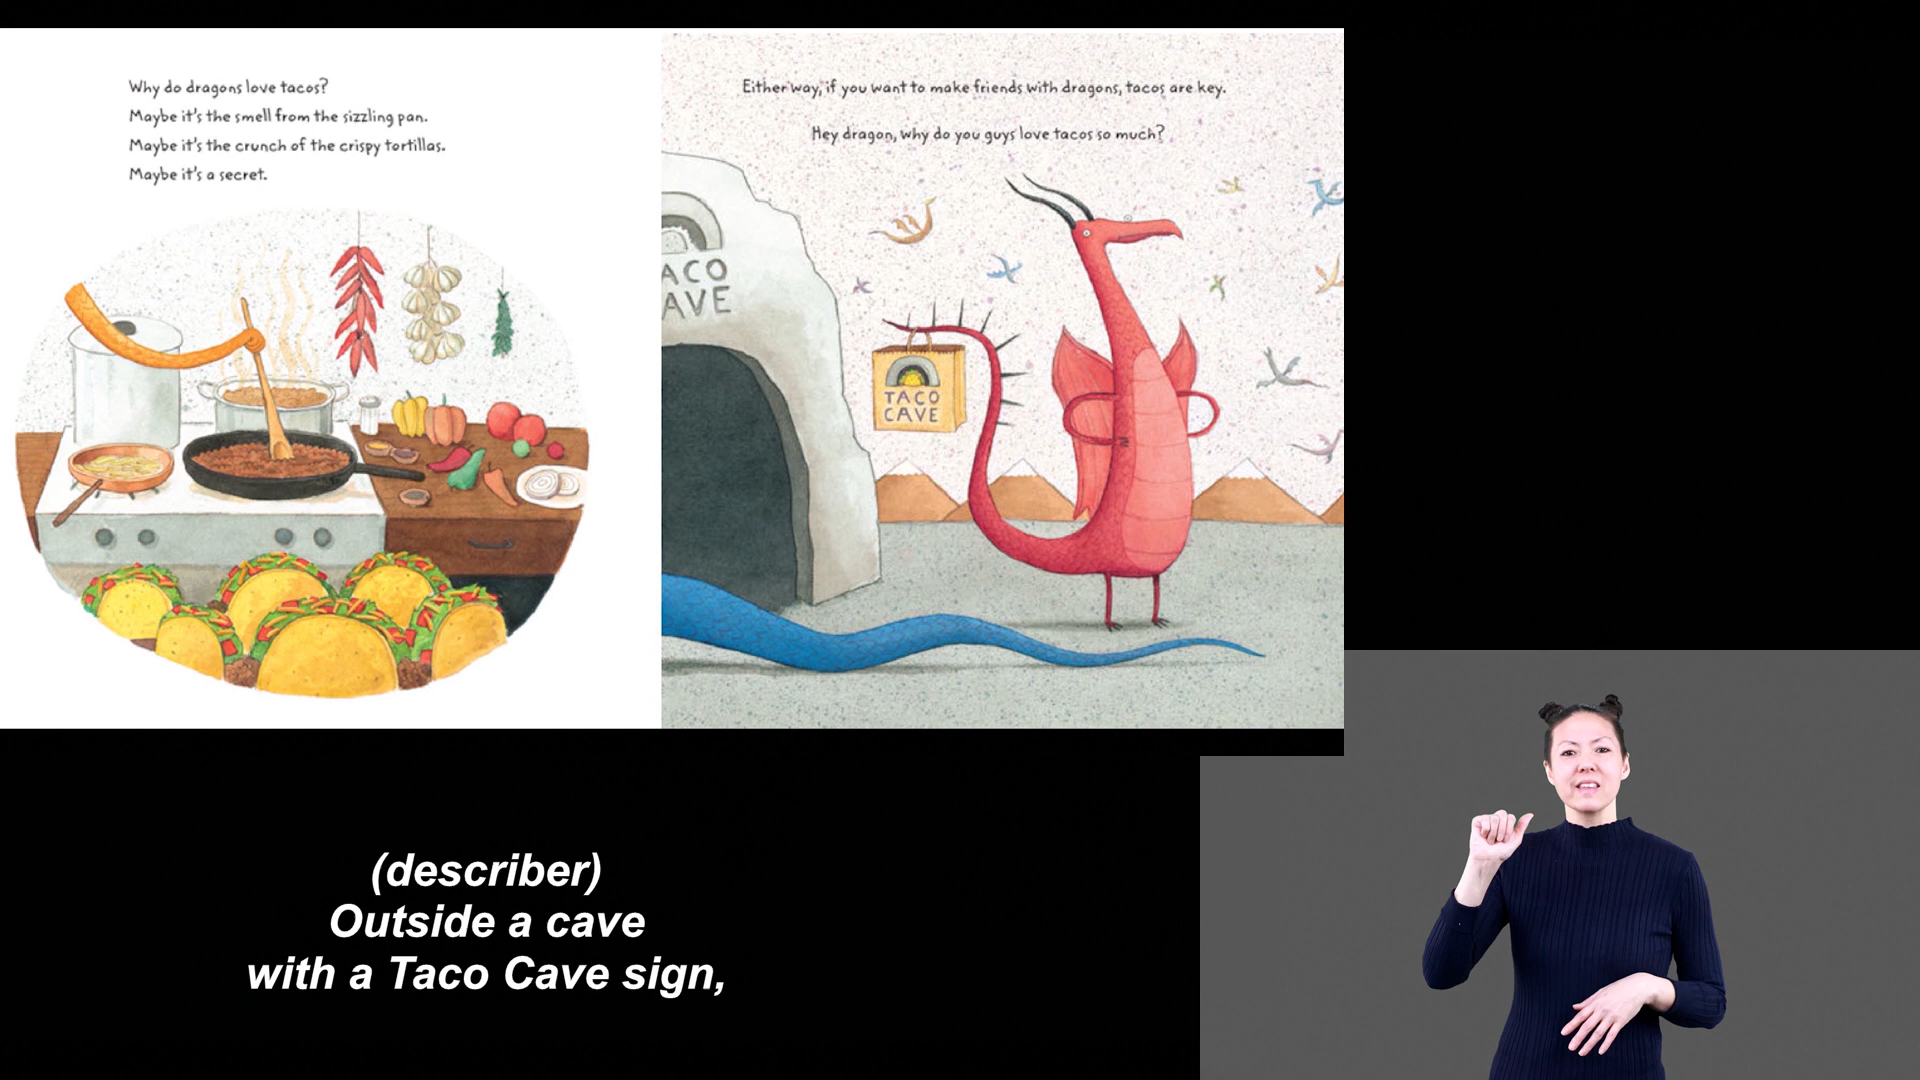 Why do dragons love tacos?
Maybe it's the smell from the sizzling pan.
Maybe it's the crunch of the crispy tortillas.
Maybe it's a secret.
Either way, if you want to make friends with dragons, tacos are key.
Hey dragon, why do you guys love tacos so much?
ACO
AVE
TACO
CAVE
(describer)
Outside a cave
with a Taco Cave sign,